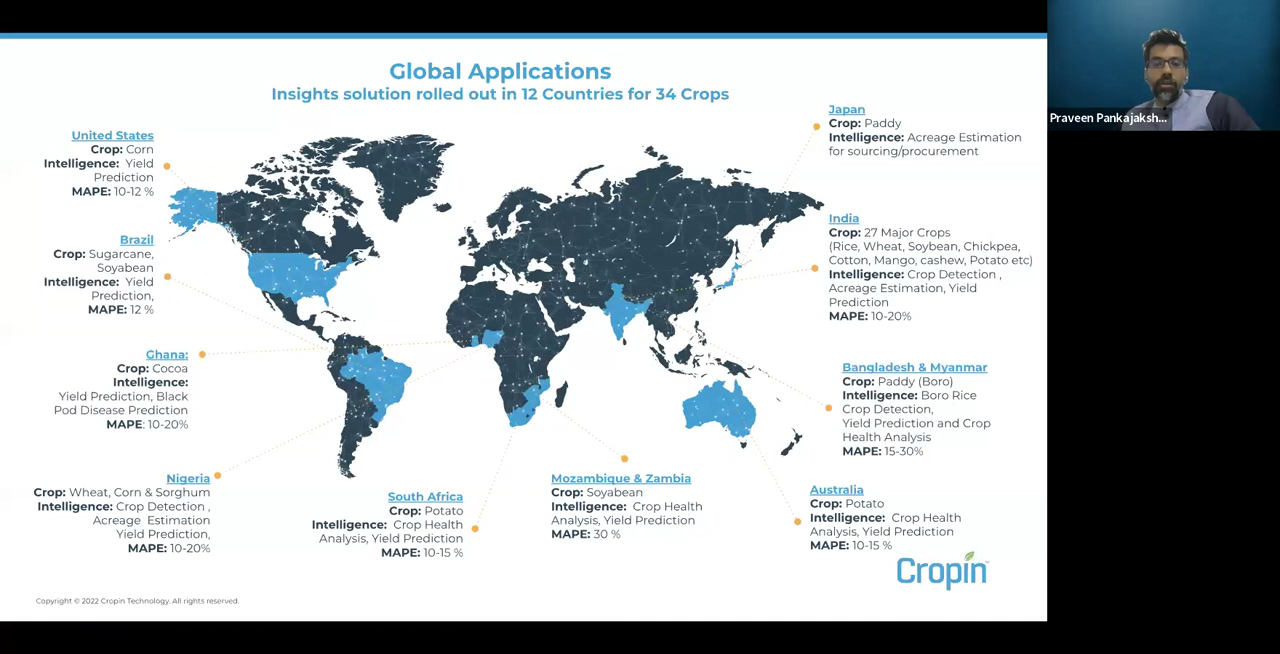 Global Applications
Insights solution rolled out in 12 Countries for 34 Crops
United States
Crop: Corn
Intelligence: Yield
Prediction
MAPE: 10-12 %
Brazil
Crop: Sugarcane,
Soyabean
Intelligence: Yield
Prediction,
MAPE: 12 %
Ghana:
Crop: Cocoa
Intelligence:
Yield Prediction, Black
Pod Disease Prediction
MAPE: 10-20%
Nigeria
Crop: Wheat, Corn & Sorghum
Intelligence: Crop Detection ,
Acreage Estimation
Yield Prediction,
MAPE: 10-20%
South Africa
Crop: Potato
Intelligence: Crop Health
Analysis, Yield Prediction
MAPE: 10-15 %
Mozambique & Zambia
Crop: Soyabean
Intelligence: Crop Health
Analysis, Yield Prediction
MAPE: 30 %
Japan
Crop: Paddy
Intelligence: Acreage Estimation
for sourcing/procurement
India
Crop: 27 Major Crops
(Rice, Wheat, Soybean, Chickpea,
Cotton, Mango, cashew, Potato etc)
Intelligence: Crop Detection ,
Acreage Estimation, Yield
Prediction
MAPE: 10-20%
Bangladesh & Myanmar
Crop: Paddy (Boro)
Intelligence: Boro Rice
Crop Detection,
Yield Prediction and Crop
Health Analysis
MAPE: 15-30%
Australia
Crop: Potato
Intelligence: Crop Health
Analysis, Yield Prediction
MAPE: 10-15 %
Cropin
Copyright © 2022 Cropin Technology. All rights reserved.
Praveen Pankajaksh...